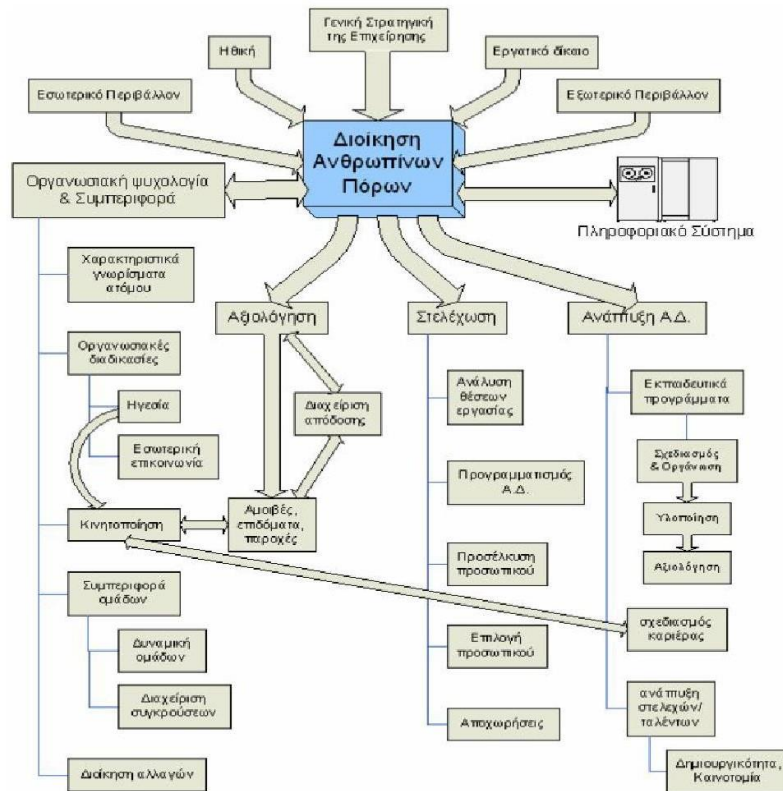 Γενική Στρατηγική
της Επιχείρησης
Ηθική
Εργατικό δίκαιο
Εσωτερικό Περιβάλλον
Εξωτερικό Περιβάλλον
Διοίκηση
Ανθρωπίνων
Πόρων
Οργανωσιακή ψυχολογία
& Συμπεριφορά
Πληροφοριακό Σύστημα
Χαρακτηριστικά
γνωρίσματα
ατόμου
Οργανωσιακές
διαδικασίες
Ηγεσία
Εσωτερική
επικοινωνία
Κινητοποίηση
Συμπεριφορά
ομάδων
Δυναμική
ομάδων
Διαχείριση
συγκρούσεων
Διοίκηση αλλαγών
Αξιολόγηση
Διαχείριση
απόδοσης
Αμοιβές,
επιδόματα,
παροχές
Στελέχωση
Ανάλυση
θέσεων
εργασίας
Προγραμματισμός
Α.Δ.
Προσέλκυση
προσωπικού
Επιλογή
προσωπικού
Αποχωρήσεις
Ανάπτυξη Α.Δ.
Εκπαιδευτικά
προγράμματα
Σχεδιασμός
& Οργάνωση
Υλοποίηση
Αξιολόγηση
σχεδιασμός
καριέρας
ανάπτυξη
στελεχών/
ταλέντων
Δημιουργικότητα,
Καινοτομία